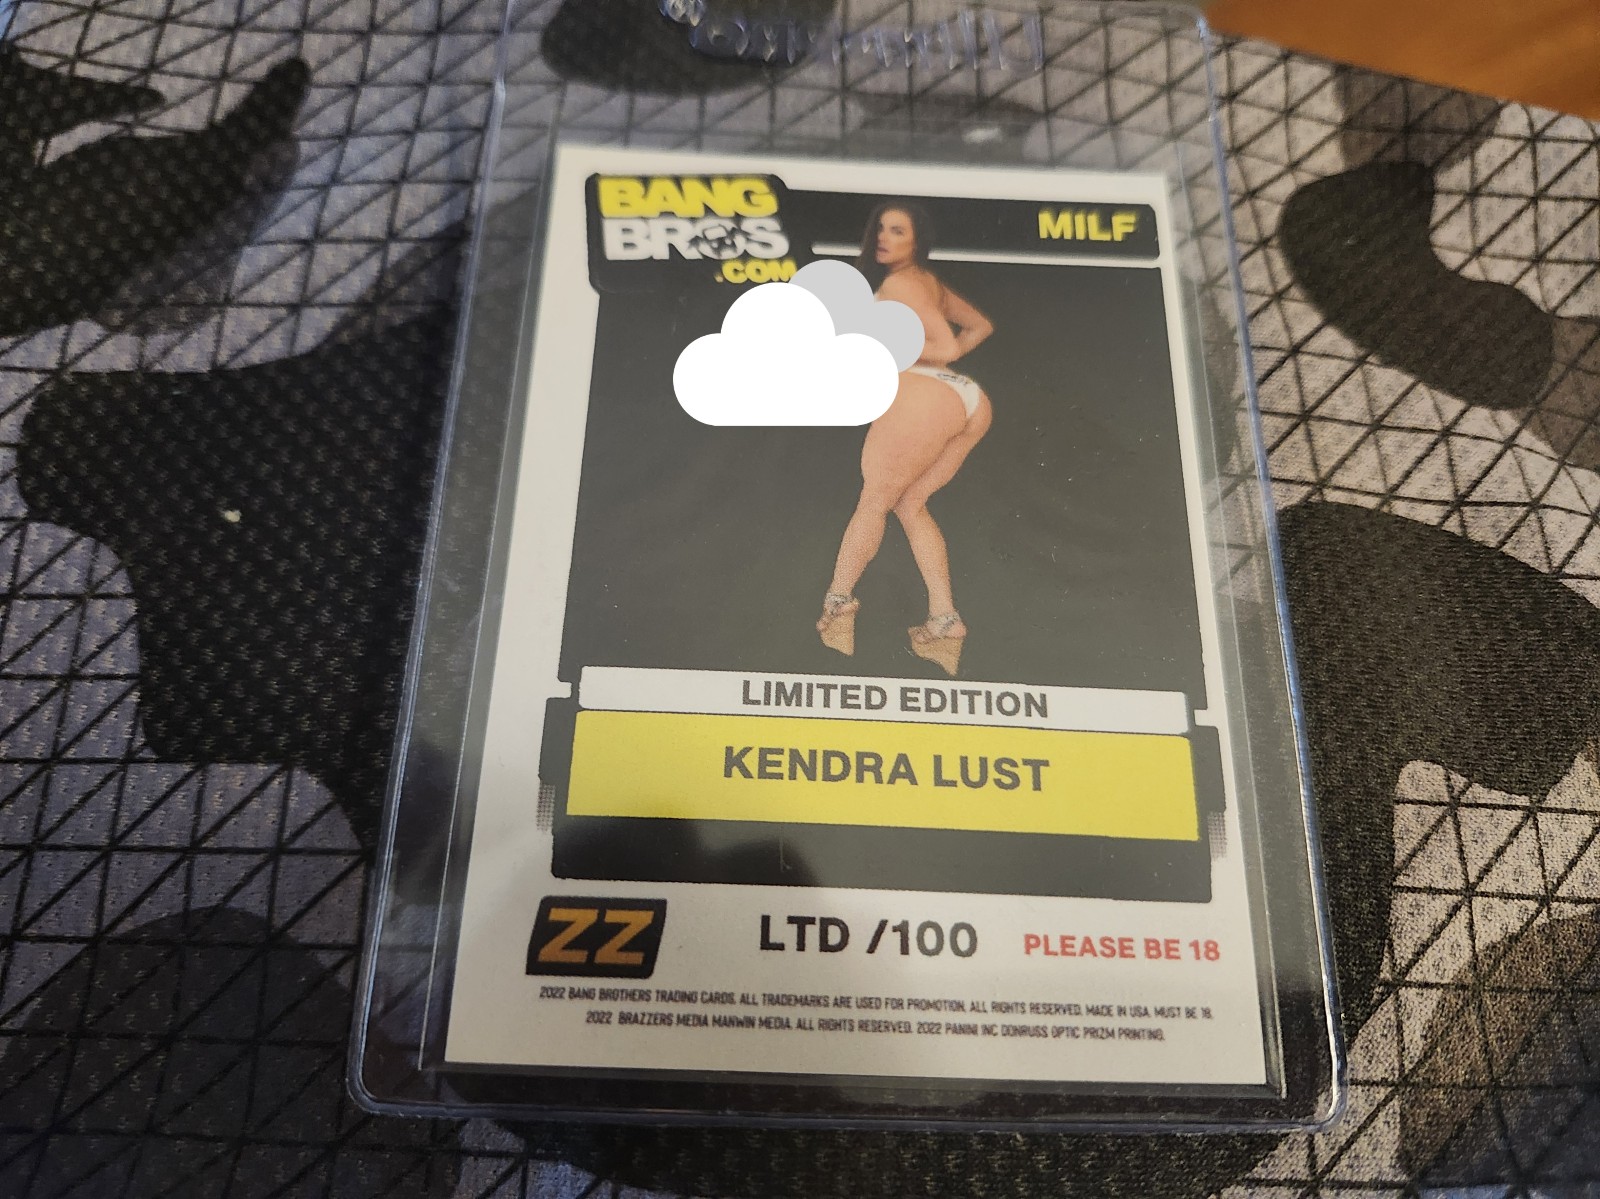 BANG
BROS
.COM
MILF
LIMITED EDITION
KENDRA LUST
ZZ
LTD /100
PLEASE BE 18
2022 BANG BROTHERS TRADING CARDS. ALL TRADEMARKS ARE USED FOR PROMOTION. ALL RIGHTS RESERVED. MADE IN USA. MUST BE 18.
2022 BRAZZERS MEDIA MANWIN MEDIA. ALL RIGHTS RESERVED. 2022 PANINI INC DONRUSS OPTIC PRIZM PRINTING.